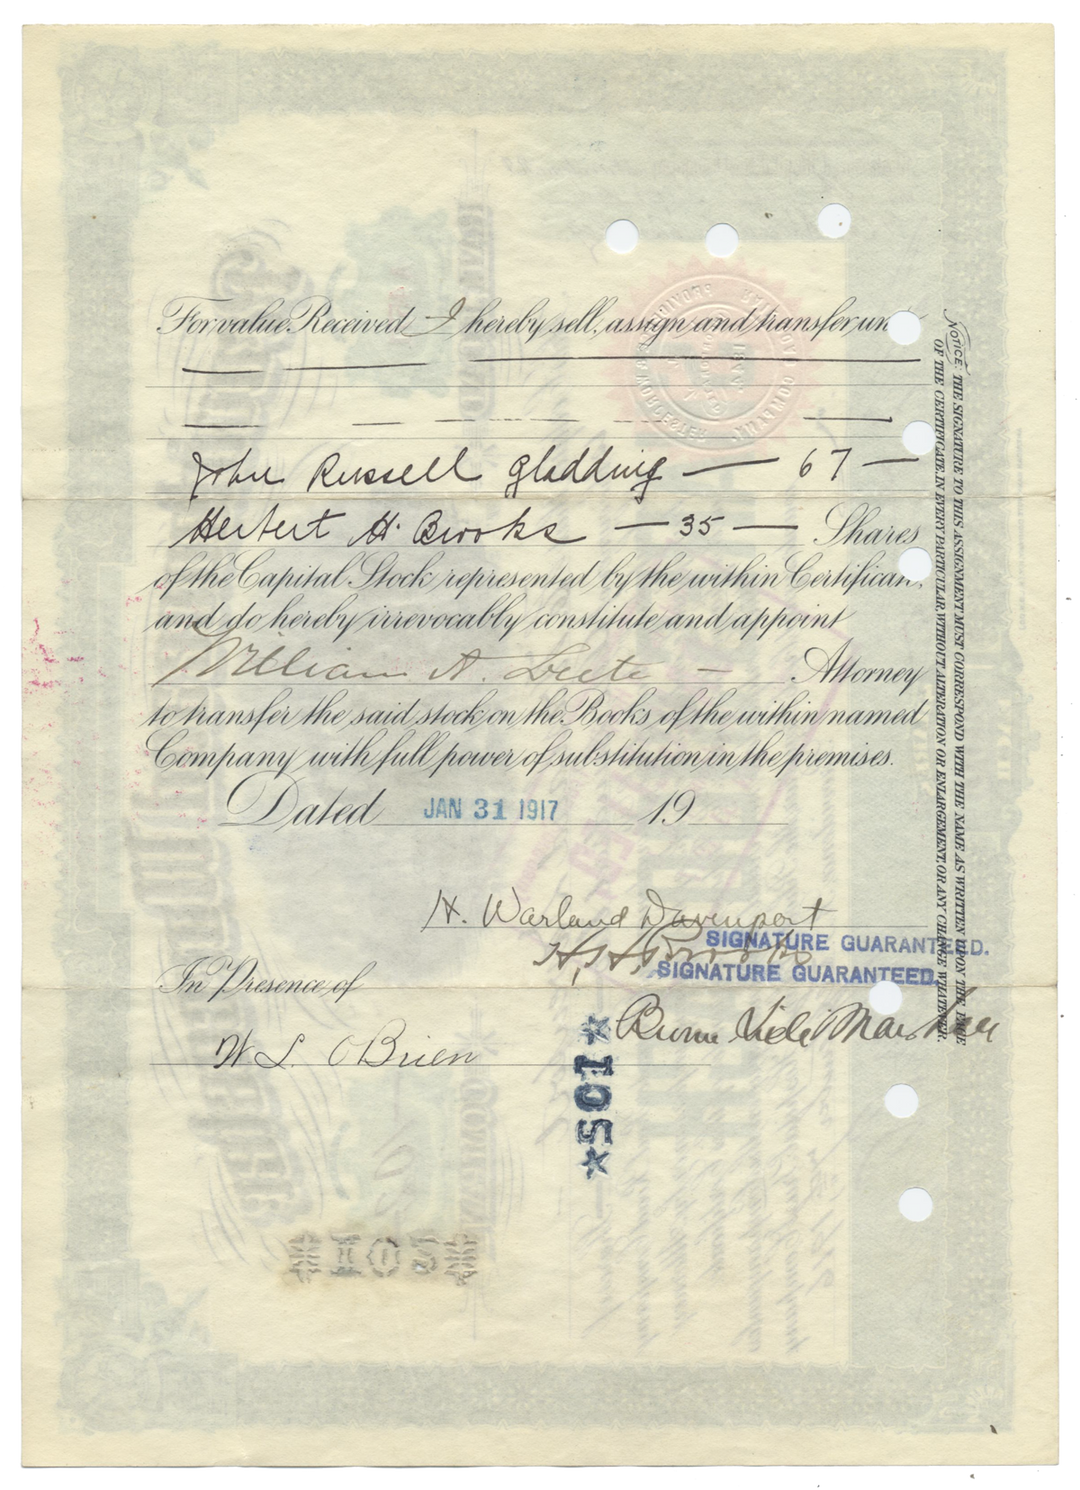 For value Received I hereby sell, assign and transfer un
John Russell Gladding — 67 —
Herbert H. Brooks — 35 — Shares
of the Capital Stock represented by the within Certificate,
and do hereby irrevocably constitute and appoint
William A. Leete — Attorney
to transfer the said stock on the Books of the within named
Company with full power of substitution in the premises.
Dated JAN 31 1917 19
H. Warland Davenport
SIGNATURE GUARANTEED.
H. H. Brooks
SIGNATURE GUARANTEED.
In Presence of
W L O'Brien
NOTICE: THE SIGNATURE TO THIS ASSIGNMENT MUST CORRESPOND WITH THE NAME AS WRITTEN UPON THE FACE
OF THE CERTIFICATE IN EVERY PARTICULAR WITHOUT ALTERATION OR ENLARGEMENT OR ANY CHANGE WHATEVER.